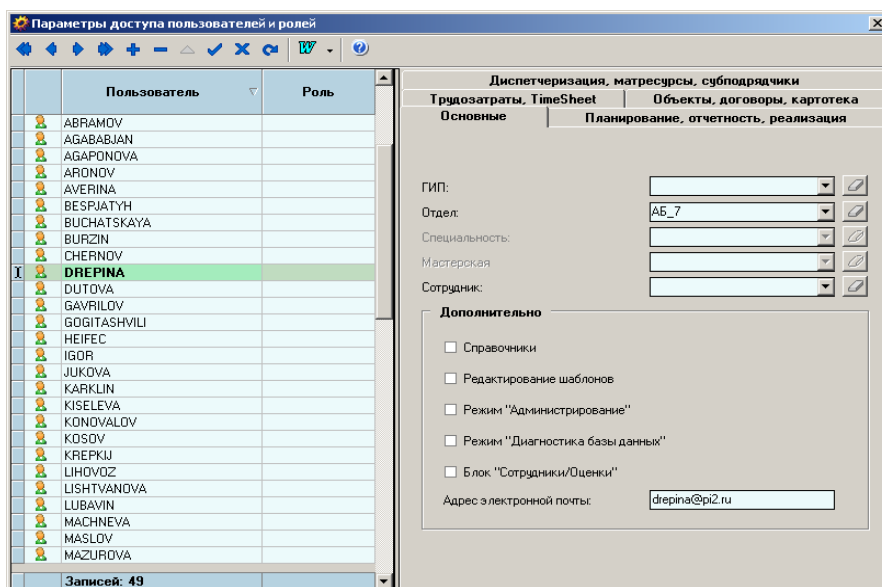 Параметры доступа пользователей и ролей
Пользователь Роль
ABRAMOV
AGABABJAN
AGAPONOVA
ARONOV
AVERINA
BESPJATYH
BUCHATSKAYA
BURZIN
CHERNOV
DREPINA
DUTOVA
GAVRILOV
GOGITASHVILI
HEIFEC
IGOR
JUKOVA
KARKLIN
KISELEVA
KONOVALOV
KOSOV
KREPKIJ
LIHOVOZ
LISHTVANOVA
LUBAVIN
MACHNEVA
MASLOV
MAZUROVA
Записей: 49
Диспетчеризация, матресурсы, субподрядчики
Трудозатраты, TimeSheet Объекты, договоры, картотека
Основные Планирование, отчетность, реализация
ГИП:
Отдел: АБ_7
Специальность:
Мастерская
Сотрудник:
Дополнительно
Справочники
Редактирование шаблонов
Режим "Администрирование"
Режим "Диагностика базы данных"
Блок "Сотрудники/Оценки"
Адрес электронной почты: drepina@pi2.ru